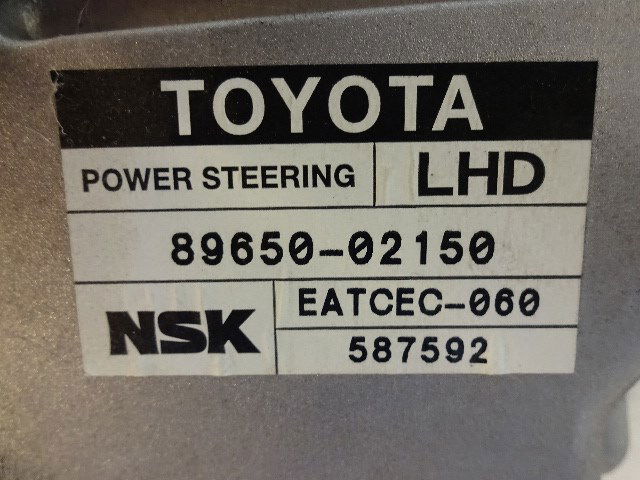 TOYOTA
POWER STEERING LHD
89650-02150
NSK EATCEC-060
587592